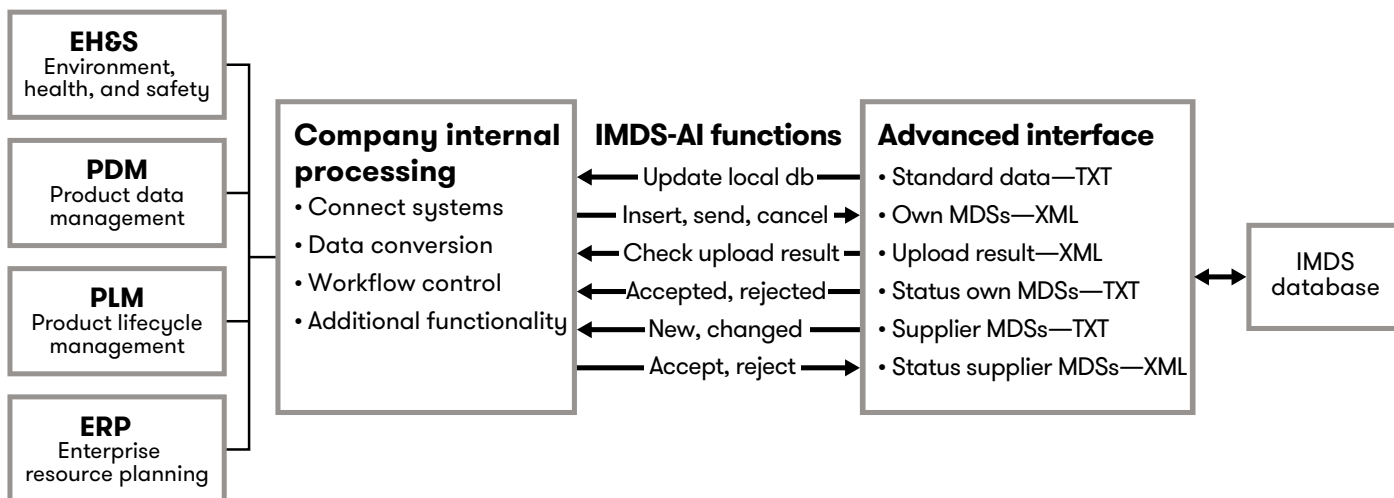 EH&S
Environment,
health, and safety
PDM
Product data
management
PLM
Product lifecycle
management
ERP
Enterprise
resource planning
Company internal
processing
• Connect systems
• Data conversion
• Workflow control
• Additional functionality
IMDS-AI functions
Update local db
Insert, send, cancel
Check upload result
Accepted, rejected
New, changed
Accept, reject
Advanced interface
• Standard data—TXT
• Own MDSs—XML
• Upload result—XML
• Status own MDSs—TXT
• Supplier MDSs—TXT
• Status supplier MDSs—XML
IMDS
database